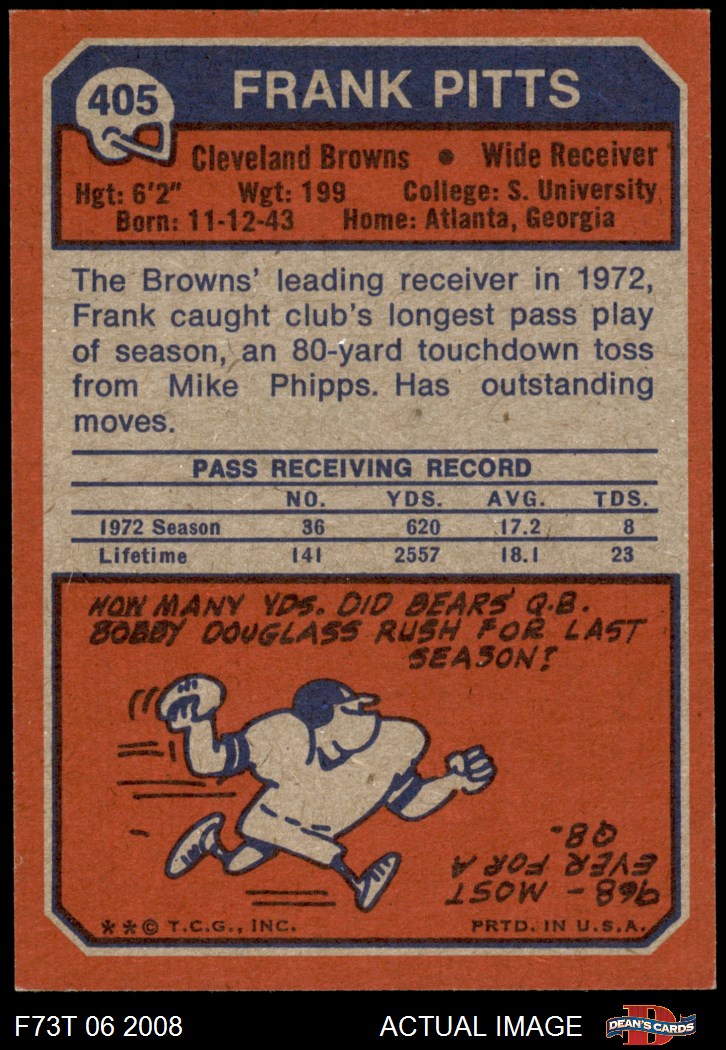 405
FRANK PITTS
Cleveland Browns • Wide Receiver
Hgt: 6'2" Wgt: 199 College: S. University
Born: 11-12-43 Home: Atlanta, Georgia
The Browns' leading receiver in 1972,
Frank caught club's longest pass play
of season, an 80-yard touchdown toss
from Mike Phipps. Has outstanding
moves.
PASS RECEIVING RECORD
NO. YDS. AVG. TDS.
1972 Season 36 620 17.2 8
Lifetime 141 2557 18.1 23
HOW MANY YDS. DID BEARS' Q.B.
BOBBY DOUGLASS RUSH FOR LAST
SEASON?
968 - MOST
EVER FOR A
QB.
**© T.C.G., INC. PRTD. IN U.S.A.
F73T 06 2008 ACTUAL IMAGE
D
DEAN'S CARDS